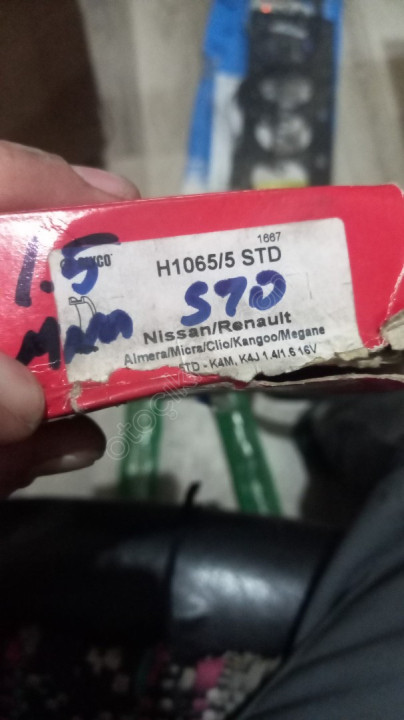 1667
H1065/5 STD
1.5
STD
Nissan/Renault
Almera/Micra/Clio/Kangoo/Megane
STD - K4M, K4J 1.4/1.6 16V